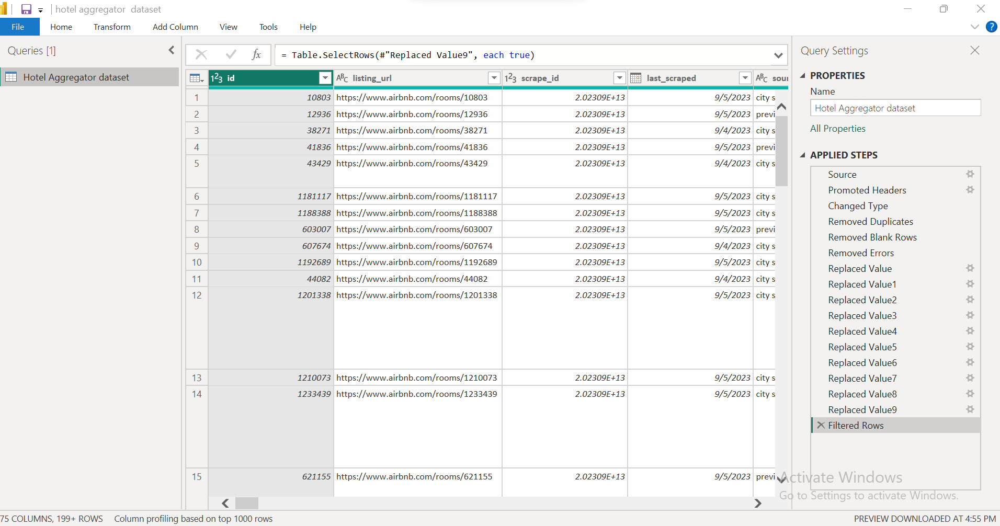 hotel aggregator dataset
File Home Transform Add Column View Tools Help
?
Queries [1]
Hotel Aggregator dataset
fx = Table.SelectRows(#"Replaced Value9", each true)
123 id ABC listing_url 123 scrape_id last_scraped ABC sour
1 10803 https://www.airbnb.com/rooms/10803 2.02309E+13 9/5/2023 city s
2 12936 https://www.airbnb.com/rooms/12936 2.02309E+13 9/5/2023 previ
3 38271 https://www.airbnb.com/rooms/38271 2.02309E+13 9/4/2023 city s
4 41836 https://www.airbnb.com/rooms/41836 2.02309E+13 9/5/2023 previ
5 43429 https://www.airbnb.com/rooms/43429 2.02309E+13 9/4/2023 city s
6 1181117 https://www.airbnb.com/rooms/1181117 2.02309E+13 9/5/2023 city s
7 1188388 https://www.airbnb.com/rooms/1188388 2.02309E+13 9/5/2023 city s
8 603007 https://www.airbnb.com/rooms/603007 2.02309E+13 9/5/2023 previ
9 607674 https://www.airbnb.com/rooms/607674 2.02309E+13 9/4/2023 city s
10 1192689 https://www.airbnb.com/rooms/1192689 2.02309E+13 9/5/2023 city s
11 44082 https://www.airbnb.com/rooms/44082 2.02309E+13 9/4/2023 city s
12 1201338 https://www.airbnb.com/rooms/1201338 2.02309E+13 9/5/2023 city s
13 1210073 https://www.airbnb.com/rooms/1210073 2.02309E+13 9/5/2023 city s
14 1233439 https://www.airbnb.com/rooms/1233439 2.02309E+13 9/5/2023 city s
15 621155 https://www.airbnb.com/rooms/621155 2.02309E+13 9/5/2023 previ
Query Settings
PROPERTIES
Name
Hotel Aggregator dataset
All Properties
APPLIED STEPS
Source
Promoted Headers
Changed Type
Removed Duplicates
Removed Blank Rows
Removed Errors
Replaced Value
Replaced Value1
Replaced Value2
Replaced Value3
Replaced Value4
Replaced Value5
Replaced Value6
Replaced Value7
Replaced Value8
Replaced Value9
Filtered Rows
Activate Windows
Go to Settings to activate Windows.
75 COLUMNS, 199+ ROWS Column profiling based on top 1000 rows
PREVIEW DOWNLOADED AT 4:55 PM